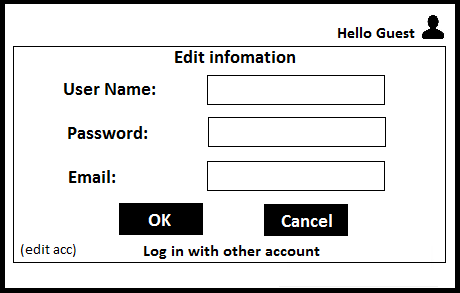 Hello Guest
Edit infomation
User Name:
Password:
Email:
OK Cancel
(edit acc) Log in with other account